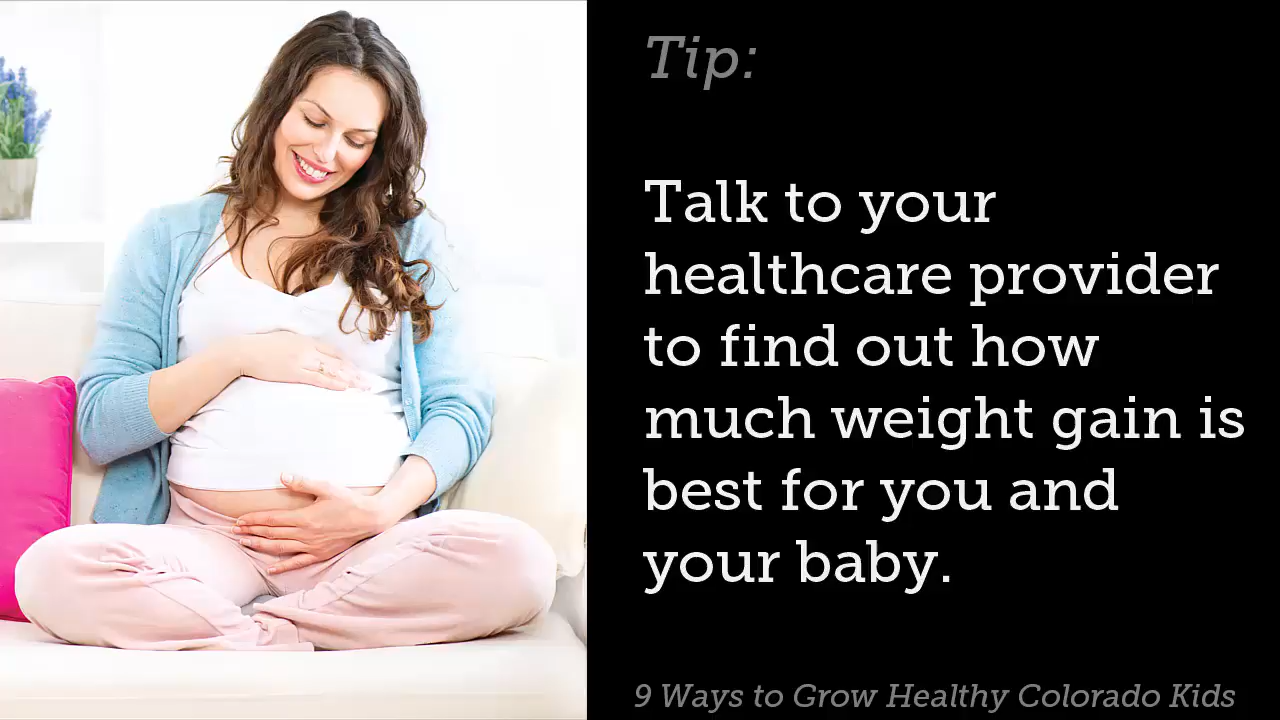 Tip:
Talk to your
healthcare provider
to find out how
much weight gain is
best for you and
your baby.
9 Ways to Grow Healthy Colorado Kids